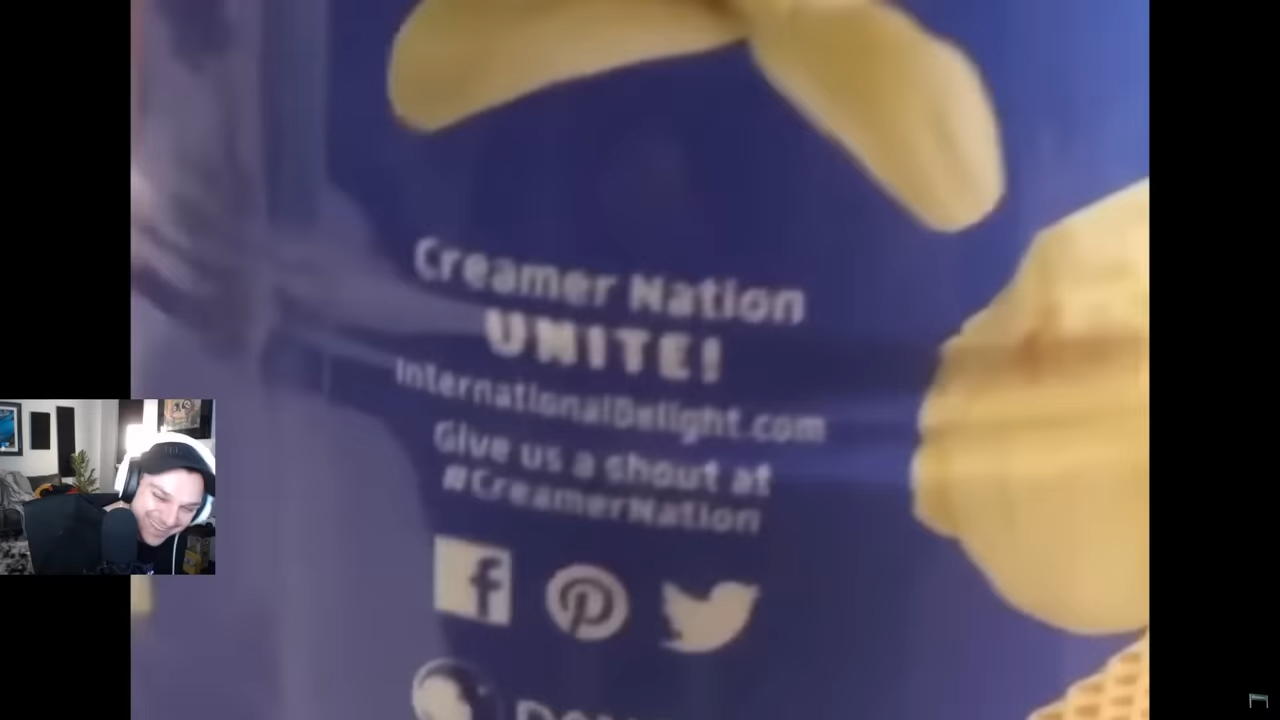 Creamer Nation
UNITE!
InternationalDelight.com
Give us a shout at
#CreamerNation